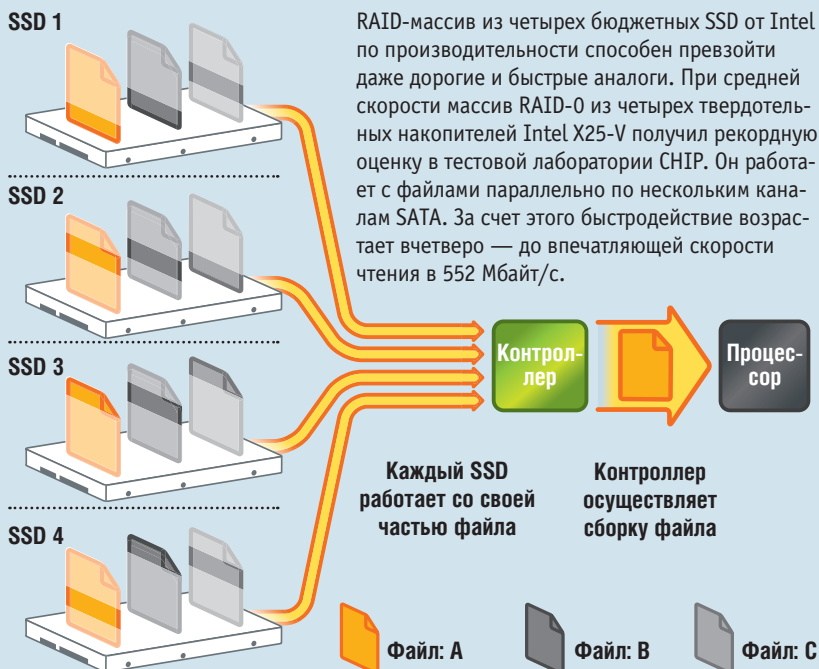 SSD 1
RAID-массив из четырех бюджетных SSD от Intel
по производительности способен превзойти
даже дорогие и быстрые аналоги. При средней
скорости массив RAID-0 из четырех твердотель-
ных накопителей Intel X25-V получил рекордную
оценку в тестовой лаборатории CHIP. Он работа-
ет с файлами параллельно по нескольким кана-
лам SATA. За счет этого быстродействие возрас-
тает вчетверо — до впечатляющей скорости
чтения в 552 Мбайт/с.
SSD 2
SSD 3
SSD 4
Контрол-
лер
Процес-
сор
Каждый SSD
работает со своей
частью файла
Контроллер
осуществляет
сборку файла
Файл: A
Файл: B
Файл: C